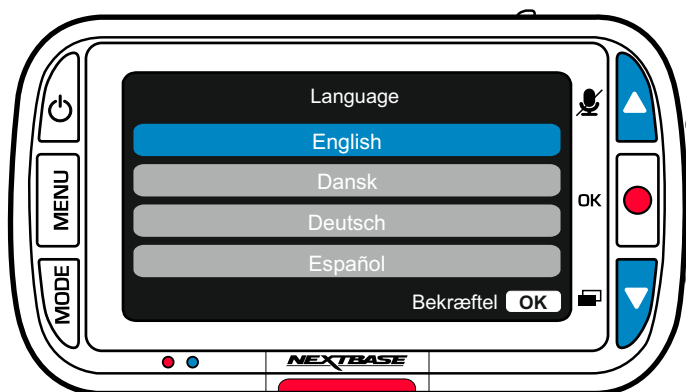 Language
English
Dansk
Deutsch
Español
Bekræftel OK
MENU
MODE
OK
NEXTBASE